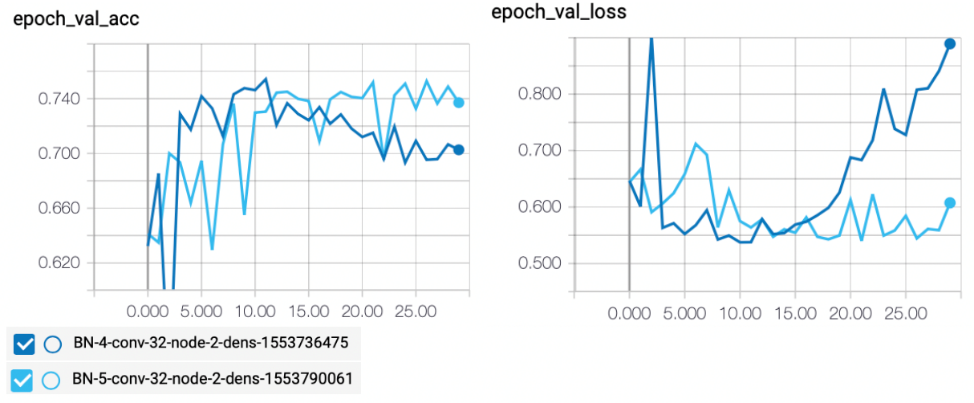 epoch_val_acc
0.740
0.700
0.660
0.620
0.000 5.000 10.00 15.00 20.00 25.00
epoch_val_loss
0.800
0.700
0.600
0.500
0.000 5.000 10.00 15.00 20.00 25.00
BN-4-conv-32-node-2-dens-1553736475
BN-5-conv-32-node-2-dens-1553790061